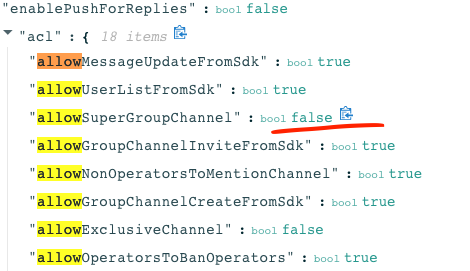 "enablePushForReplies" : bool false
"acl" : { 18 items
"allowMessageUpdateFromSdk" : bool true
"allowUserListFromSdk" : bool true
"allowSuperGroupChannel" : bool false
"allowGroupChannelInviteFromSdk" : bool true
"allowNonOperatorsToMentionChannel" : bool true
"allowGroupChannelCreateFromSdk" : bool true
"allowExclusiveChannel" : bool false
"allowOperatorsToBanOperators" : bool true